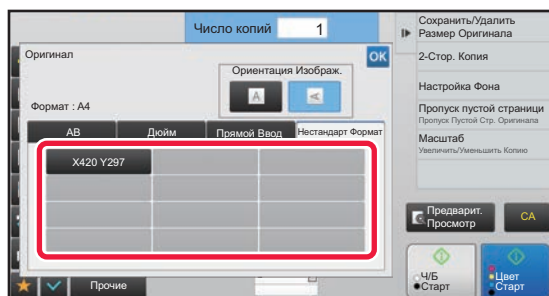 Число копий 1
Оригинал
OK
Ориентация Изображ.
A
A
Формат : A4
AB
Дюйм
Прямой Ввод
Нестандарт Формат
X420 Y297
Прочие
Сохранить/Удалить
Размер Оригинала
2-Стор. Копия
Настройка Фона
Пропуск пустой страници
Пропуск Пустой Стр. Оригинала
Масштаб
Увеличить/Уменьшить Копию
Предварит.
Просмотр
CA
Ч/Б
Старт
Цвет
Старт